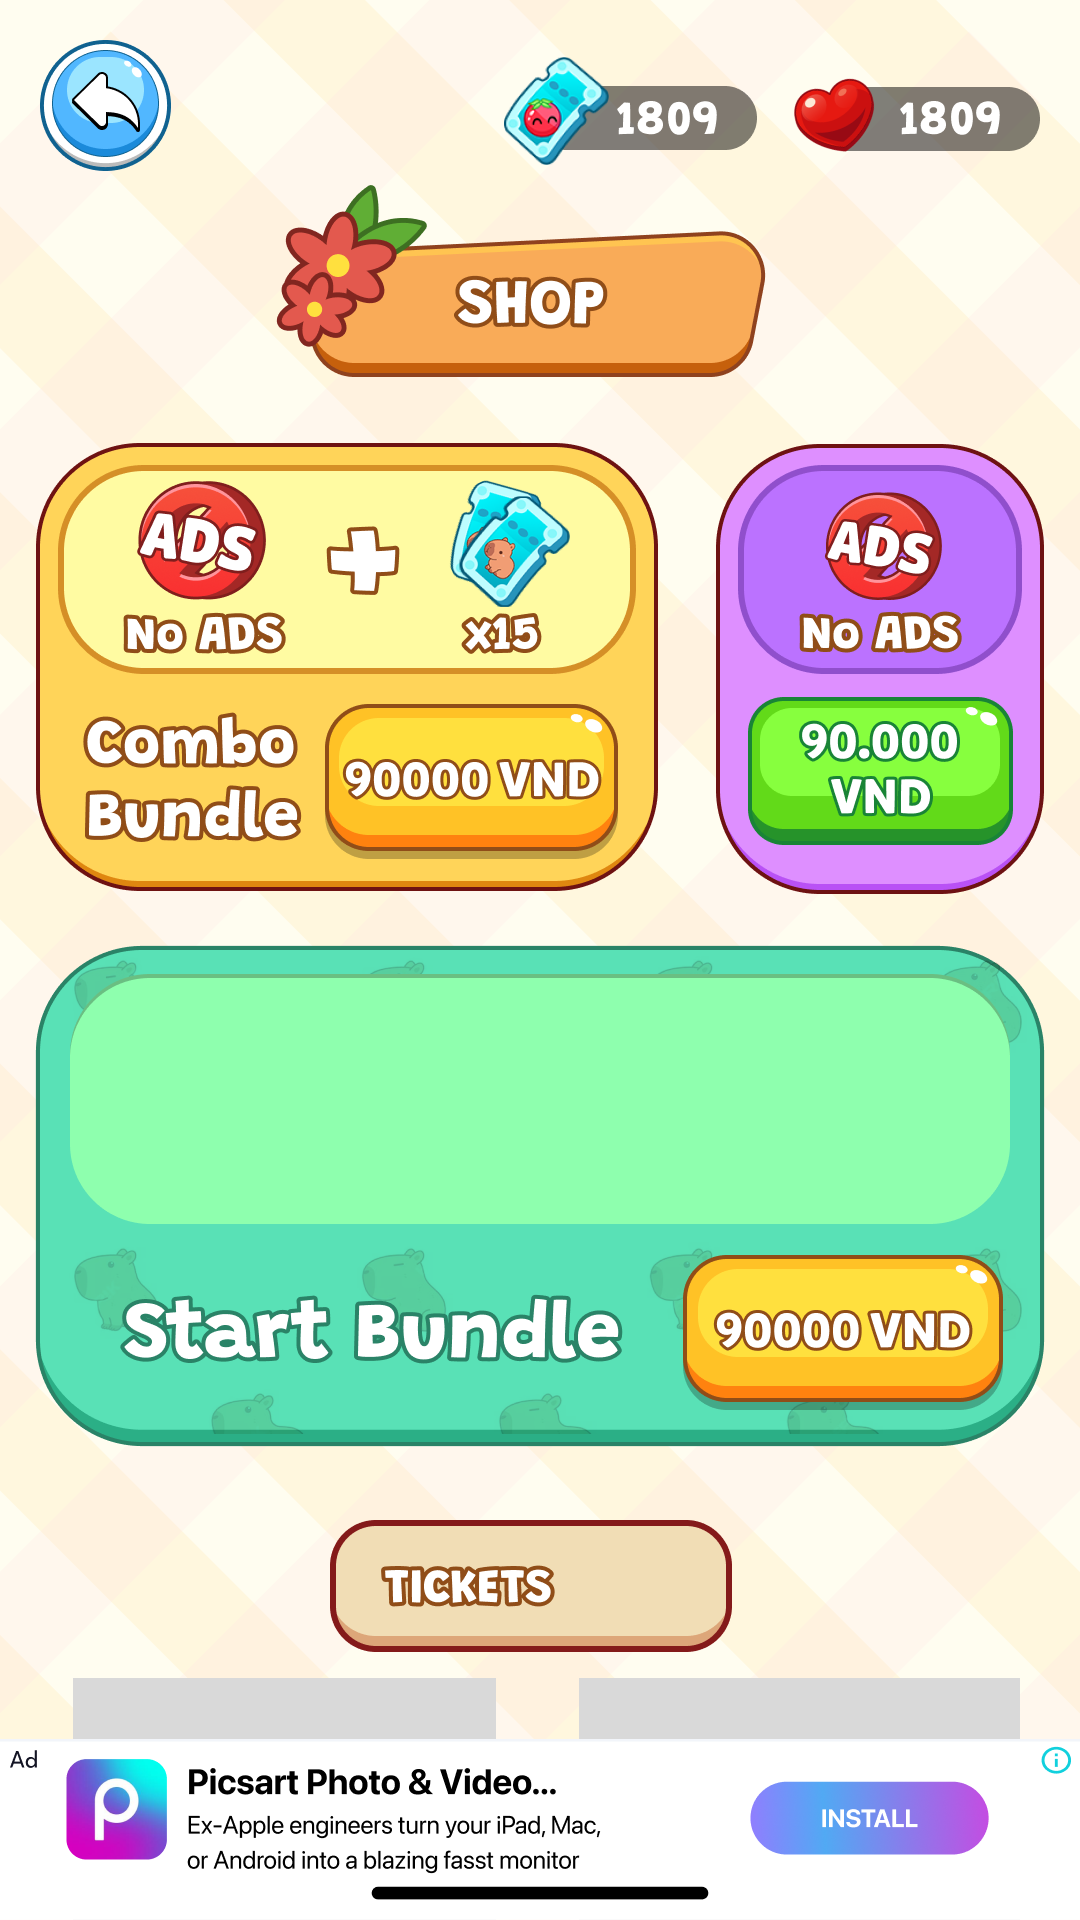 1809
1809
SHOP
ADS
No ADS
x15
ADS
No ADS
Combo
Bundle
90000 VND
90.000
VND
Start Bundle
90000 VND
TICKETS
Ad
Picsart Photo & Video...
Ex-Apple engineers turn your iPad, Mac,
or Android into a blazing fasst monitor
INSTALL